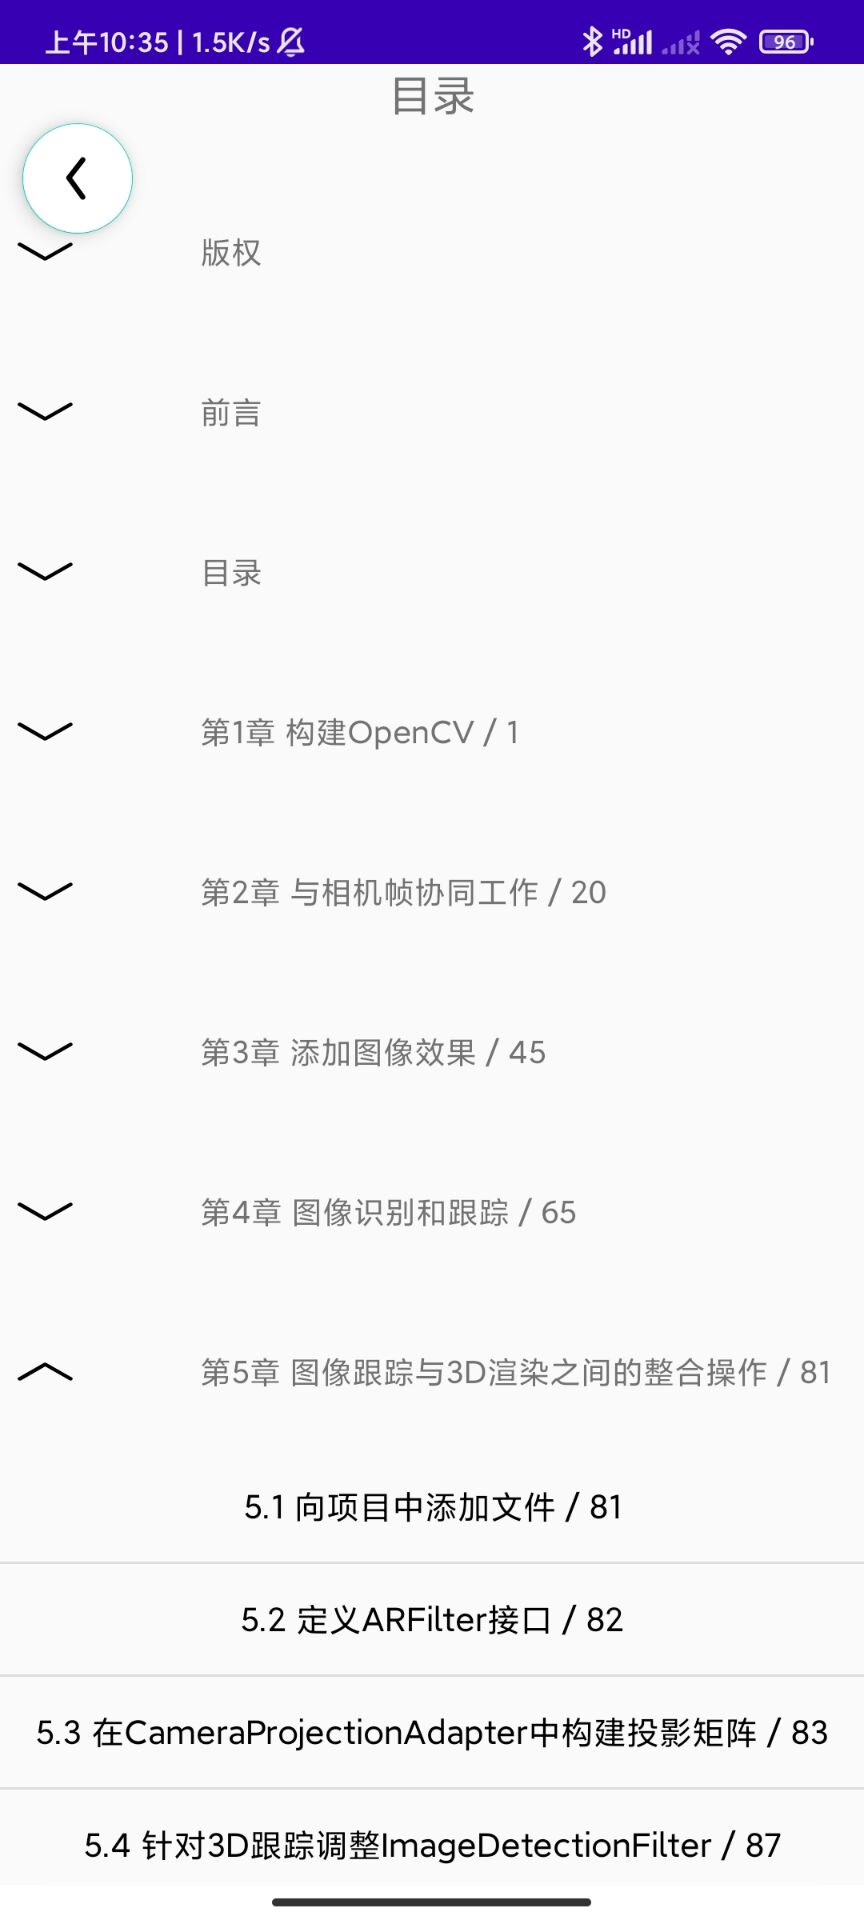 上午10:35 | 1.5K/s
HD
96
目录
版权
前言
目录
第1章 构建OpenCV / 1
第2章 与相机帧协同工作 / 20
第3章 添加图像效果 / 45
第4章 图像识别和跟踪 / 65
第5章 图像跟踪与3D渲染之间的整合操作 / 81
5.1 向项目中添加文件 / 81
5.2 定义ARFilter接口 / 82
5.3 在CameraProjectionAdapter中构建投影矩阵 / 83
5.4 针对3D跟踪调整ImageDetectionFilter / 87